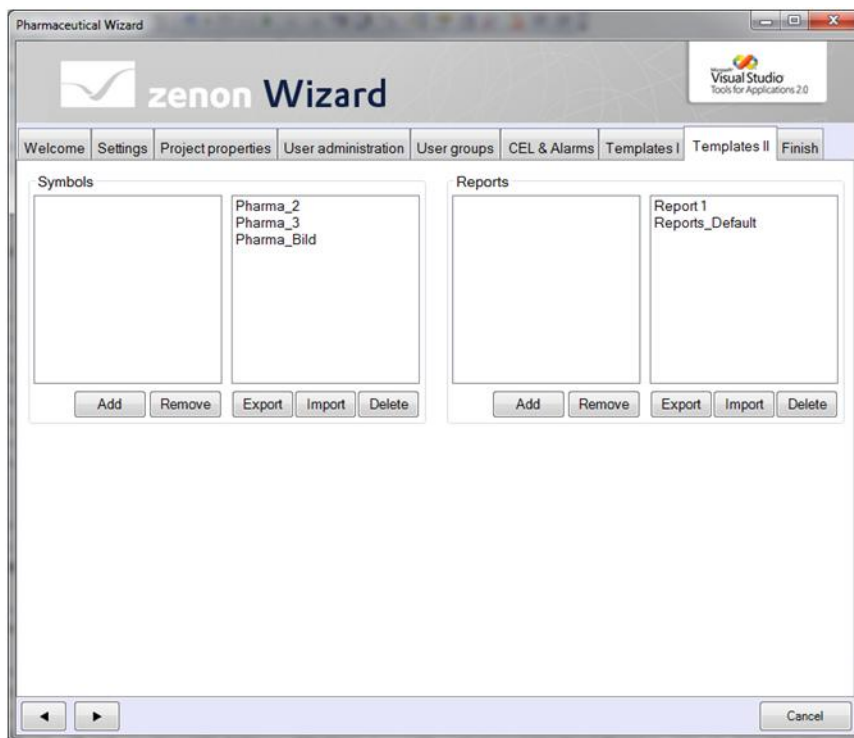 Pharmaceutical Wizard
zenon Wizard
Microsoft
Visual Studio
Tools for Applications 2.0
Welcome Settings Project properties User administration User groups CEL & Alarms Templates I Templates II Finish
Symbols
Pharma_2
Pharma_3
Pharma_Bild
Add Remove Export Import Delete
Reports
Report 1
Reports_Default
Add Remove Export Import Delete
Cancel